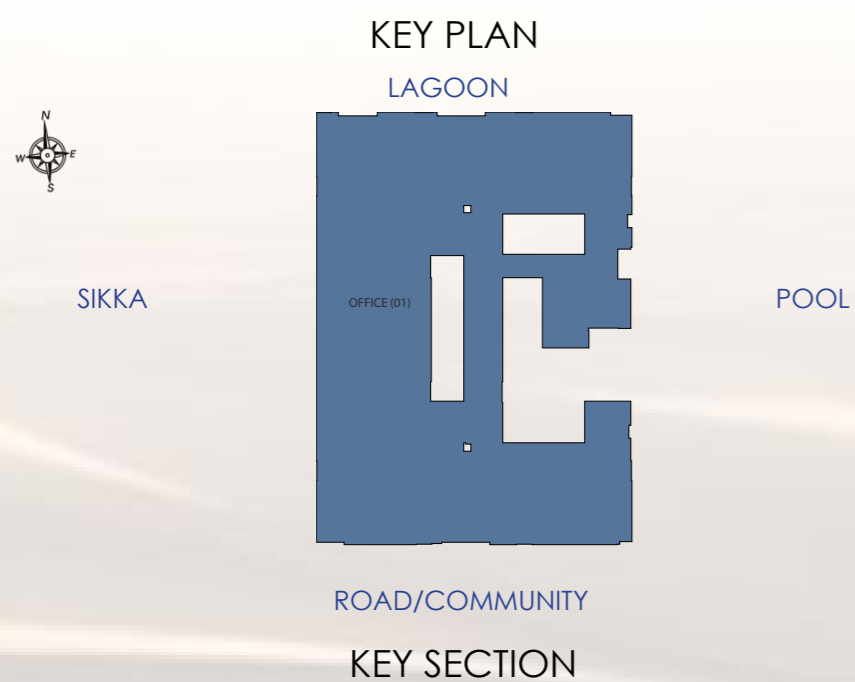 KEY PLAN
LAGOON
N
W E
S
SIKKA
OFFICE (01)
POOL
ROAD/COMMUNITY
KEY SECTION